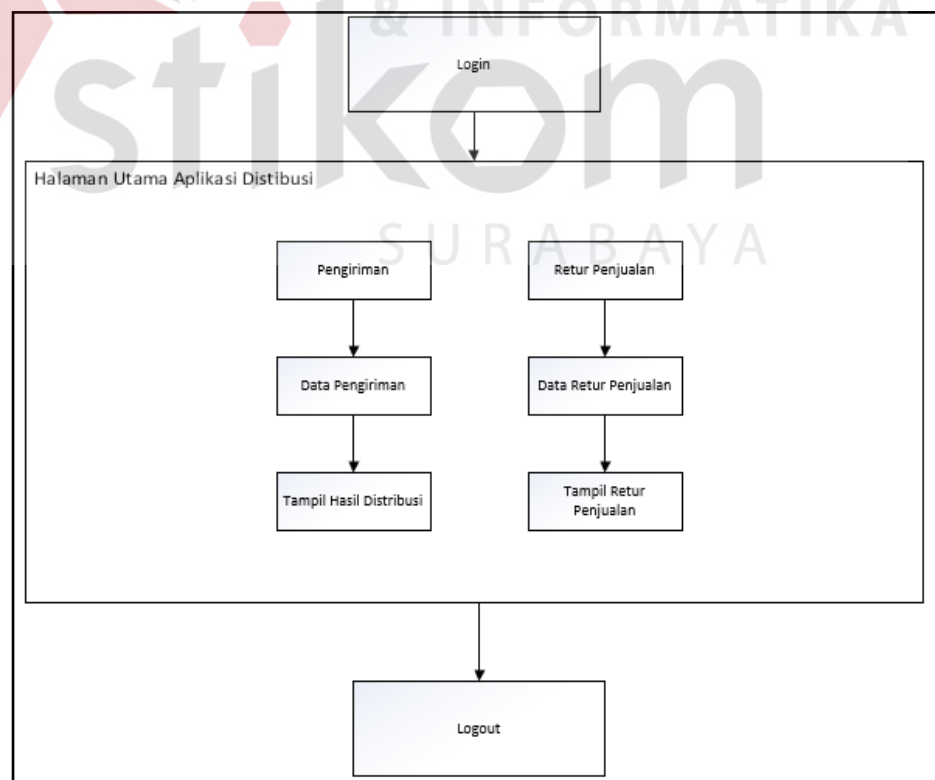 & INFORMATIKA
stikom
SURABAYA
Login
Halaman Utama Aplikasi Distibusi
Pengiriman
Retur Penjualan
Data Pengiriman
Data Retur Penjualan
Tampil Hasil Distribusi
Tampil Retur
Penjualan
Logout